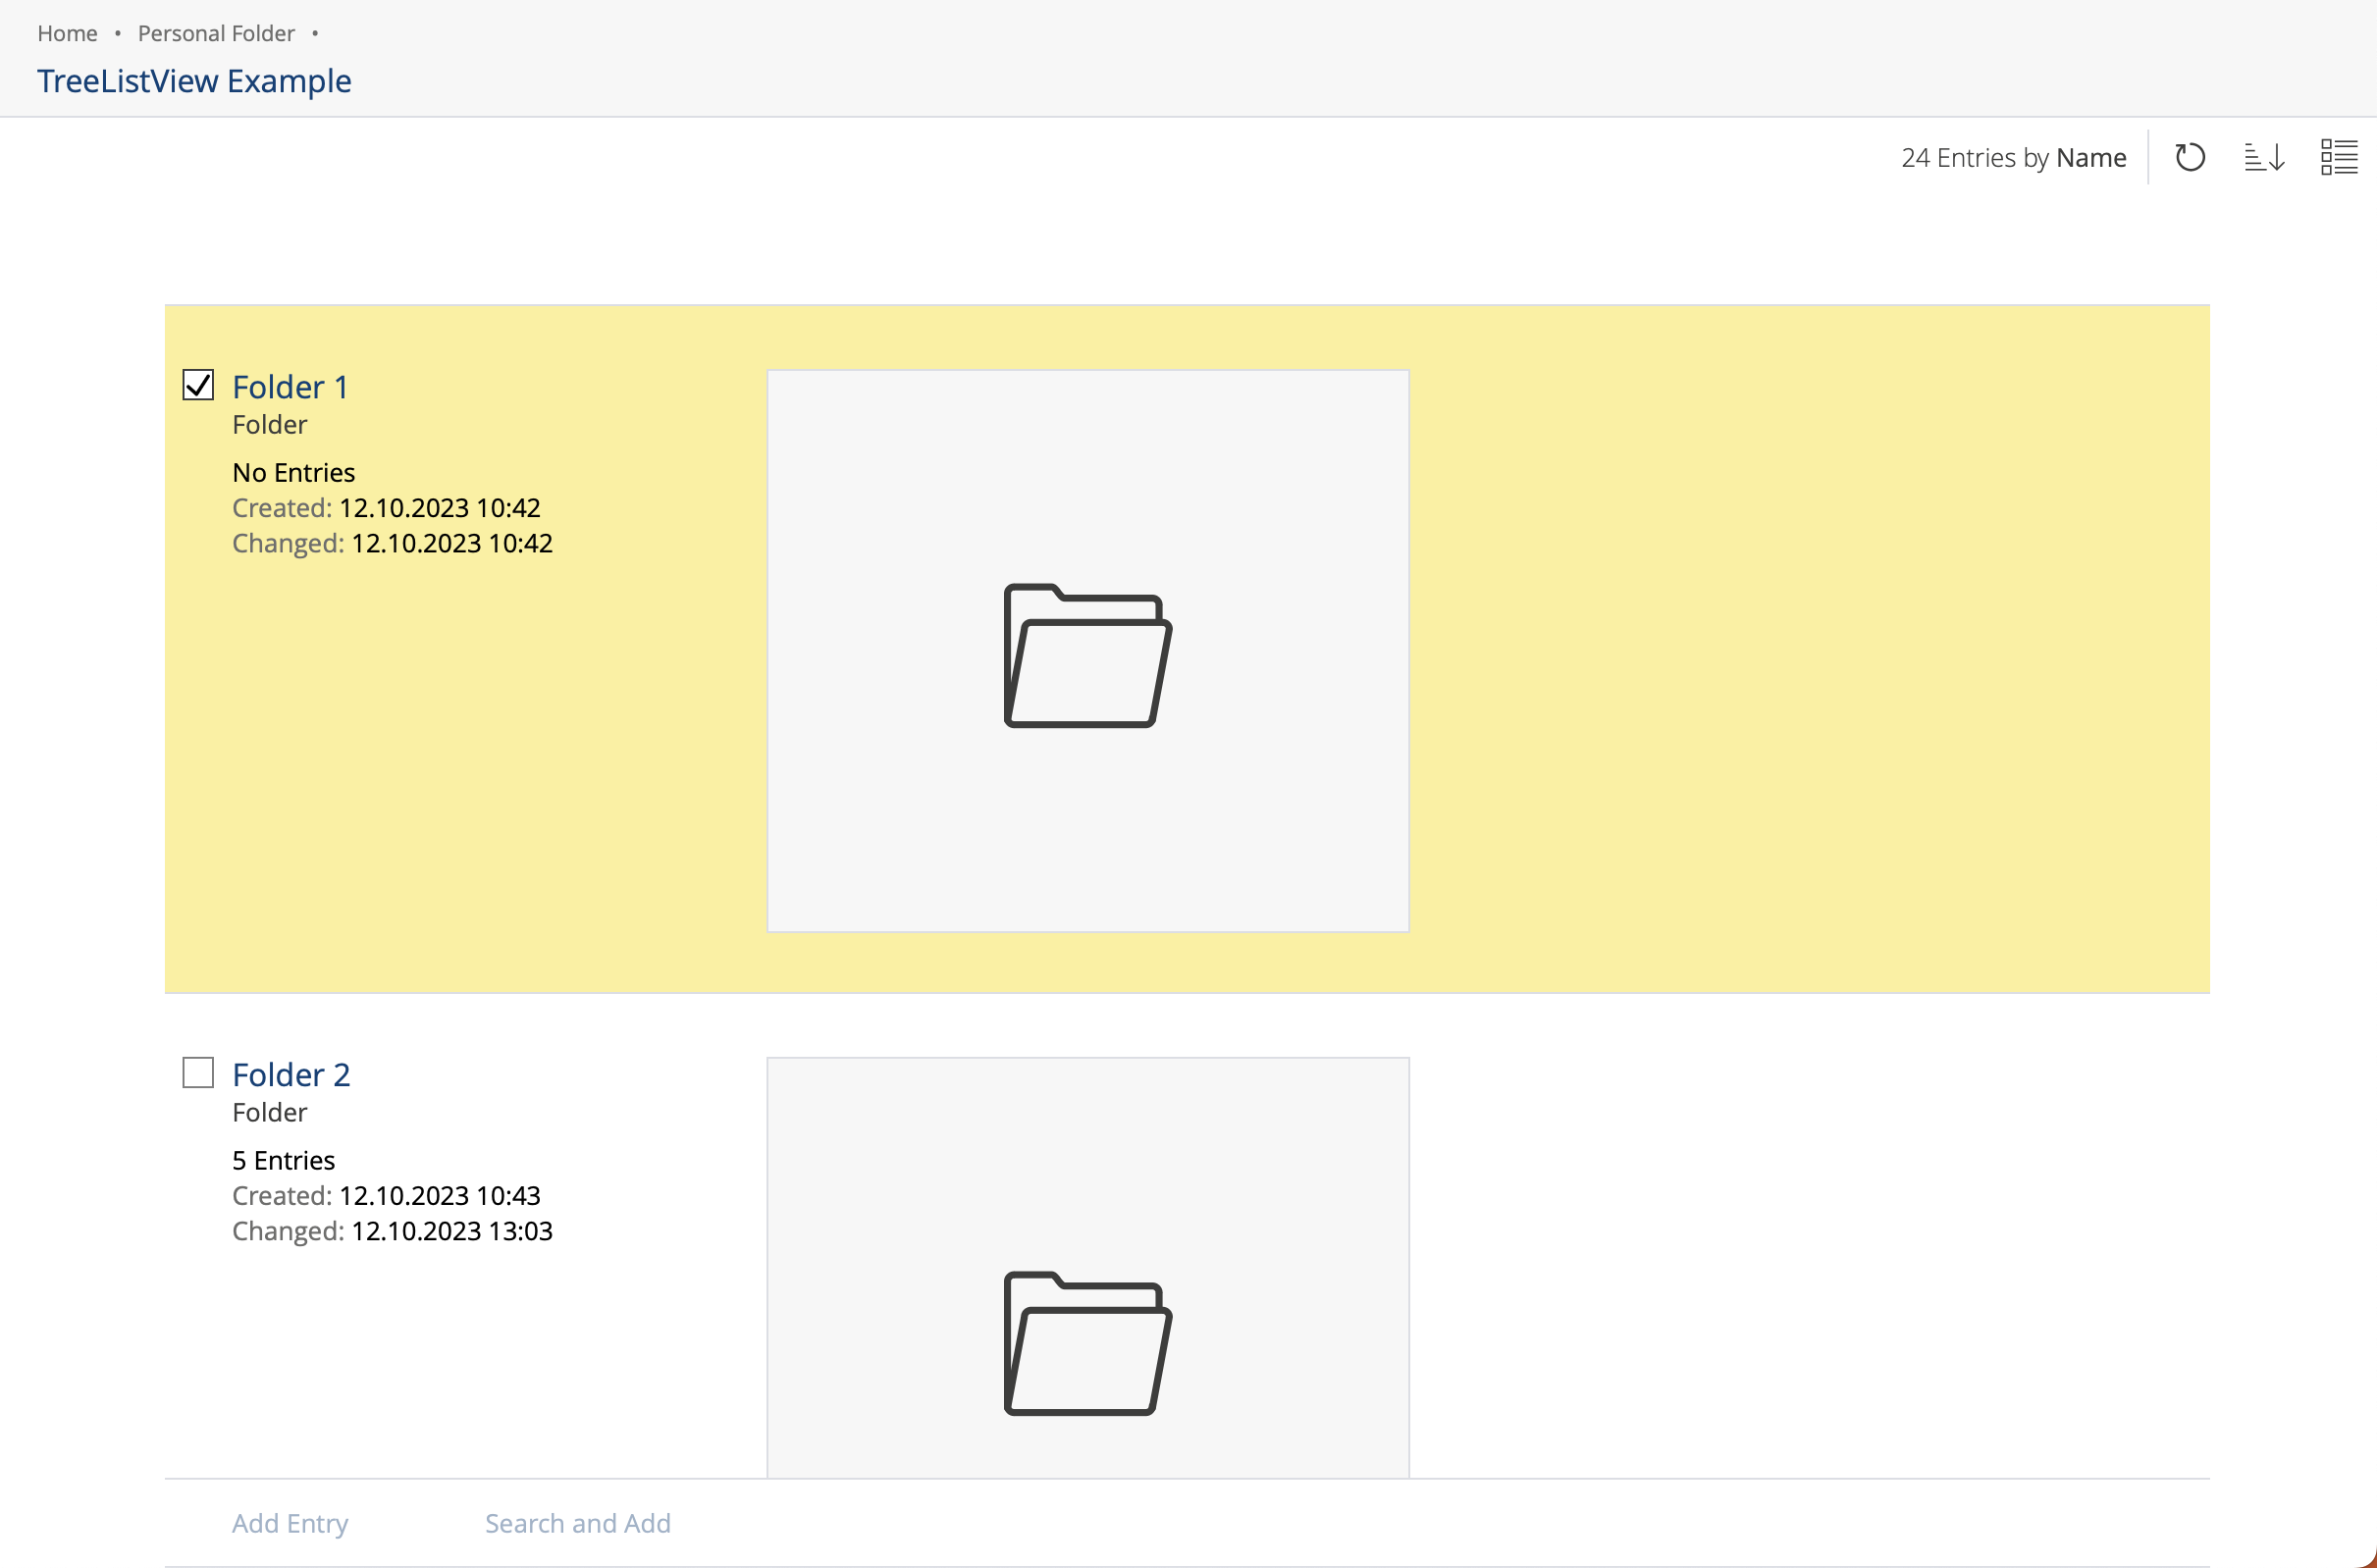 Home • Personal Folder •
TreeListView Example
24 Entries by Name
Folder 1
Folder
No Entries
Created: 12.10.2023 10:42
Changed: 12.10.2023 10:42
Folder 2
Folder
5 Entries
Created: 12.10.2023 10:43
Changed: 12.10.2023 13:03
Add Entry Search and Add